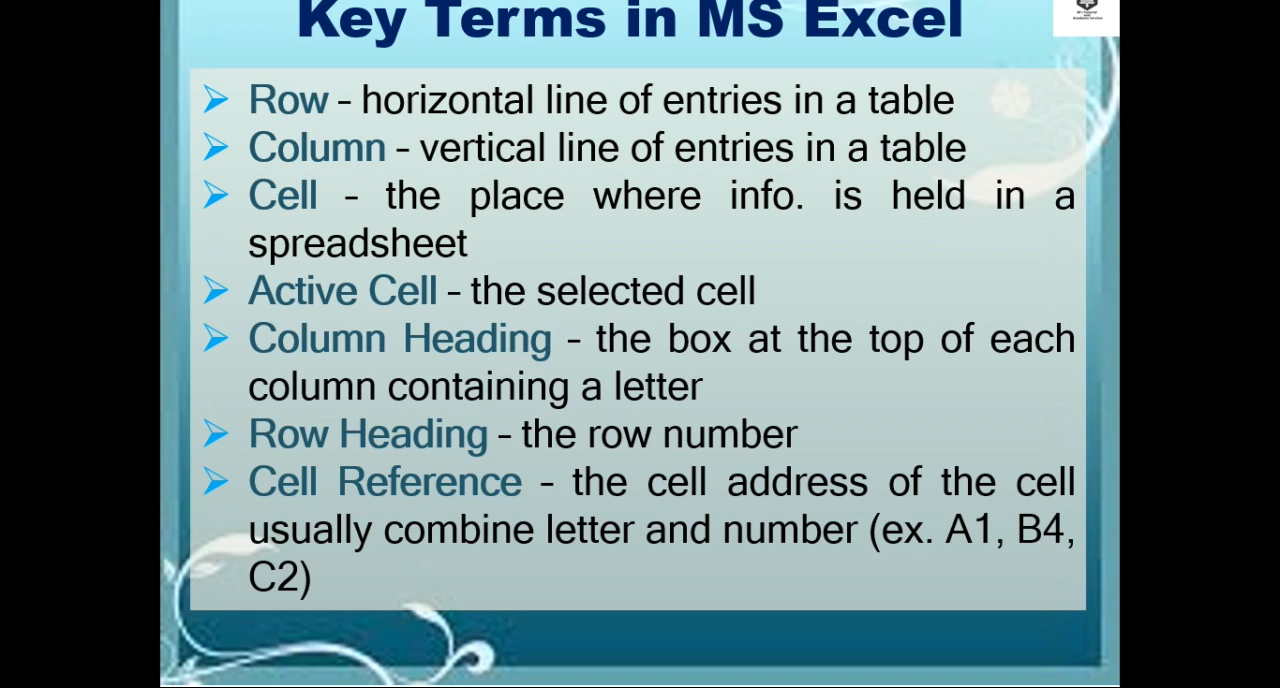 Key Terms in MS Excel
Row – horizontal line of entries in a table
Column – vertical line of entries in a table
Cell – the place where info. is held in a
spreadsheet
Active Cell – the selected cell
Column Heading – the box at the top of each
column containing a letter
Row Heading – the row number
Cell Reference – the cell address of the cell
usually combine letter and number (ex. A1, B4,
C2)